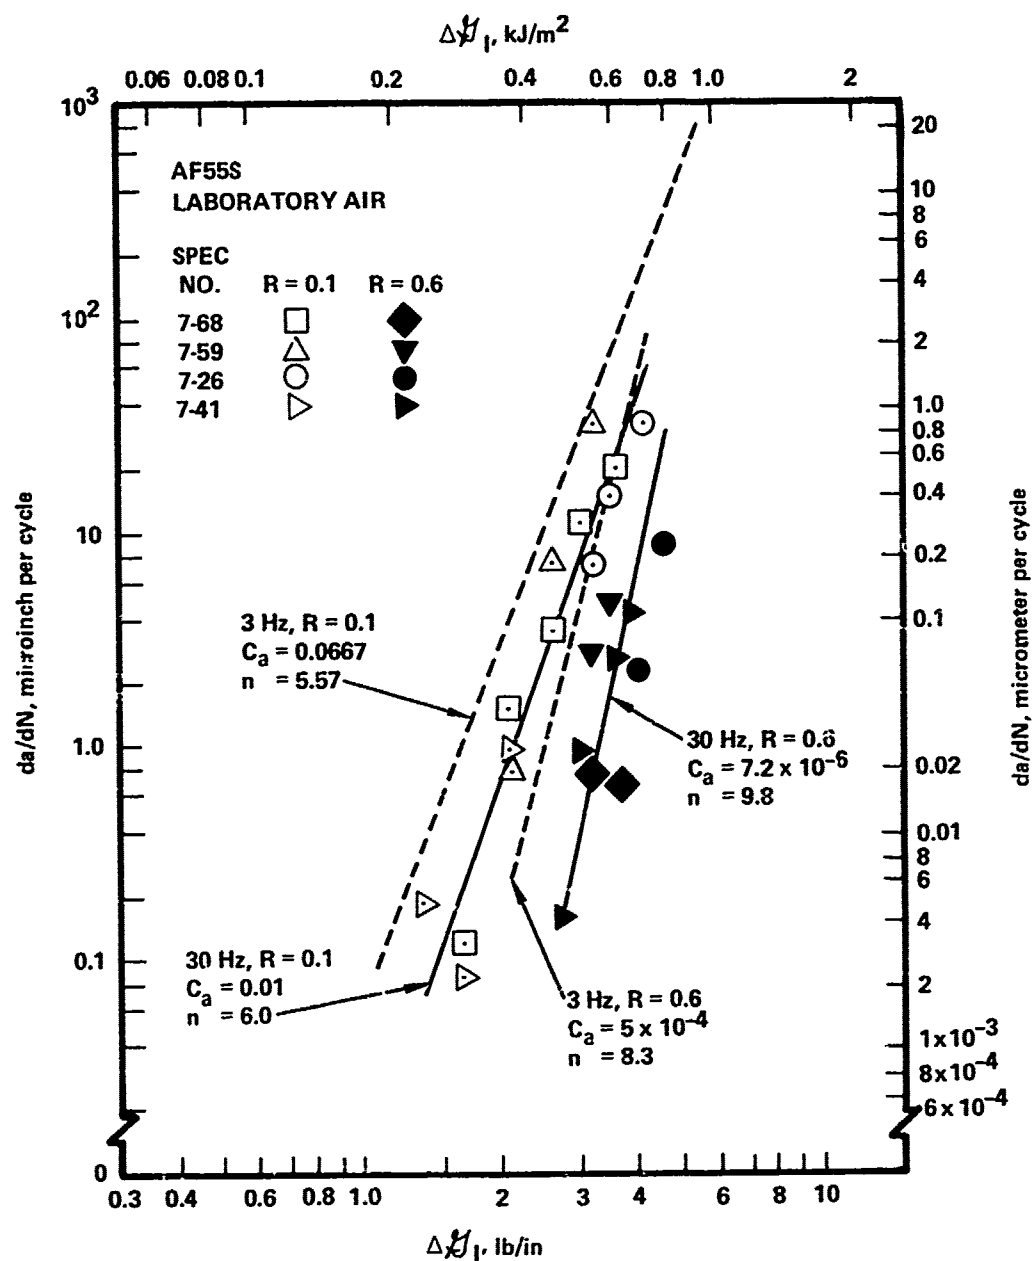 Δ𝒢I, kJ/m2
0.06 0.08 0.1 0.2 0.4 0.6 0.8 1.0 2
10^3
10^2
10
1.0
0.1
0
da/dN, microinch per cycle
AF55S
LABORATORY AIR
SPEC
NO. R = 0.1 R = 0.6
7-68
7-59
7-26
7-41
3 Hz, R = 0.1
Ca = 0.0667
n = 5.57
30 Hz, R = 0.6
Ca = 7.2 x 10^-6
n = 9.8
30 Hz, R = 0.1
Ca = 0.01
n = 6.0
3 Hz, R = 0.6
Ca = 5 x 10^-4
n = 8.3
20
10
8
6
4
2
1.0
0.8
0.6
0.4
0.2
0.1
0.02
0.01
8
6
4
2
1x10^-3
8x10^-4
6x10^-4
da/dN, micrometer per cycle
0.3 0.4 0.6 0.8 1.0 2 3 4 6 8 10
Δ𝒢I, lb/in